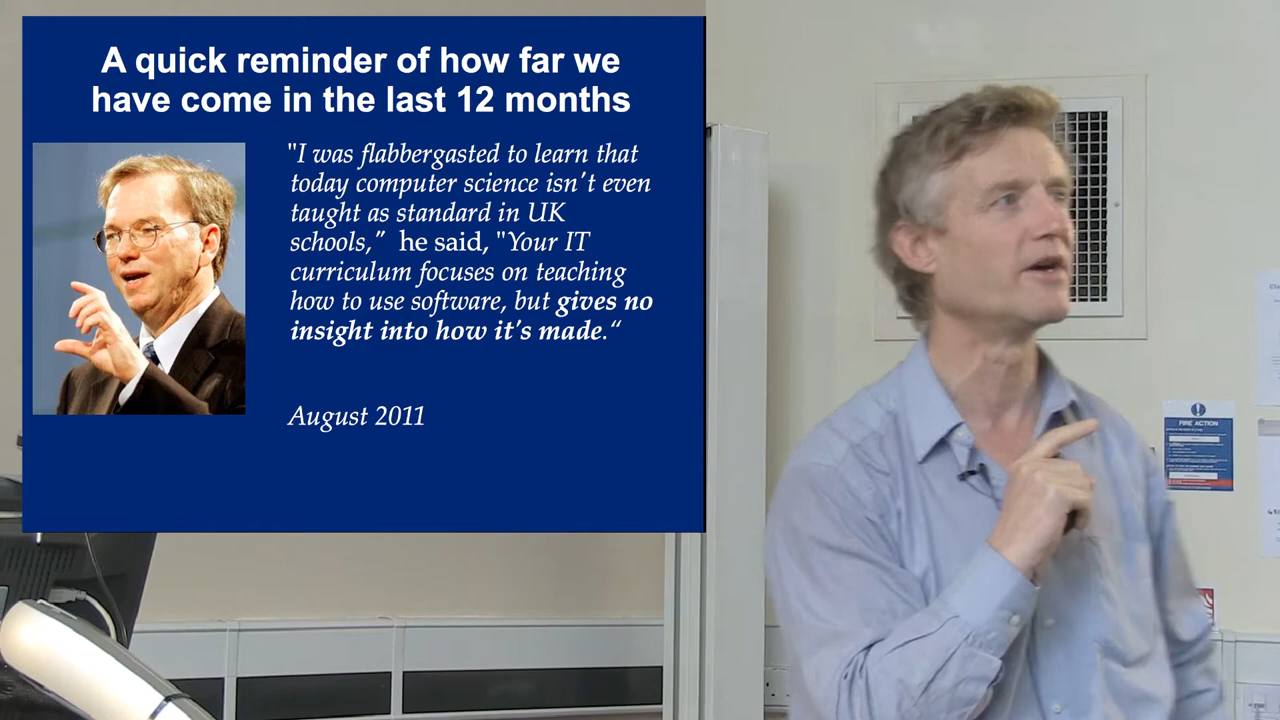 A quick reminder of how far we
have come in the last 12 months
"I was flabbergasted to learn that
today computer science isn't even
taught as standard in UK
schools,” he said, "Your IT
curriculum focuses on teaching
how to use software, but gives no
insight into how it's made.“
August 2011
FIRE ACTION